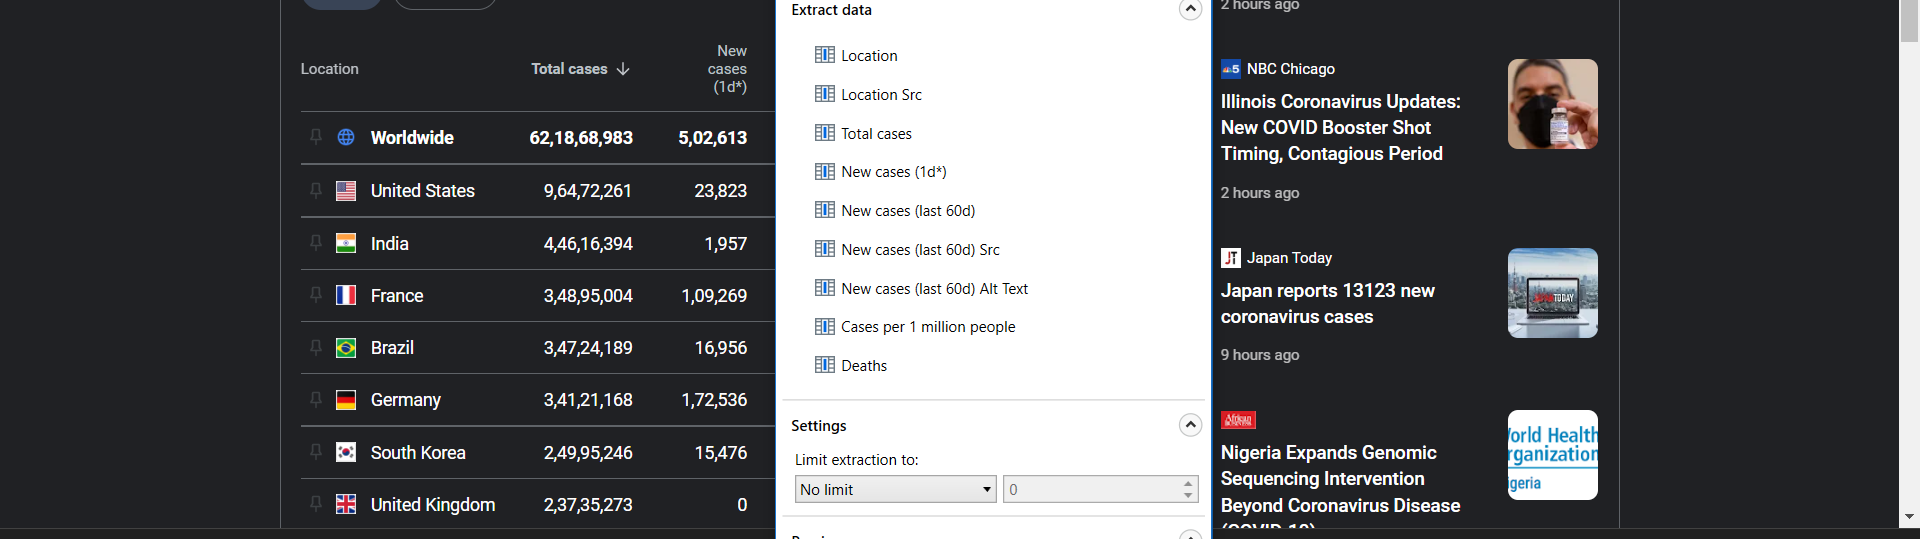 Location
Total cases
New
cases
(1d*)
Worldwide 62,18,68,983 5,02,613
United States 9,64,72,261 23,823
India 4,46,16,394 1,957
France 3,48,95,004 1,09,269
Brazil 3,47,24,189 16,956
Germany 3,41,21,168 1,72,536
South Korea 2,49,95,246 15,476
United Kingdom 2,37,35,273 0
Extract data
Location
Location Src
Total cases
New cases (1d*)
New cases (last 60d)
New cases (last 60d) Src
New cases (last 60d) Alt Text
Cases per 1 million people
Deaths
Settings
Limit extraction to:
No limit 0
2 hours ago
5 NBC Chicago
Illinois Coronavirus Updates:
New COVID Booster Shot
Timing, Contagious Period
2 hours ago
JT Japan Today
Japan reports 13123 new
coronavirus cases
TODAY
9 hours ago
African
BUSINESS
Nigeria Expands Genomic
Sequencing Intervention
Beyond Coronavirus Disease
(COVID-19)
orld Health
rganization
igeria